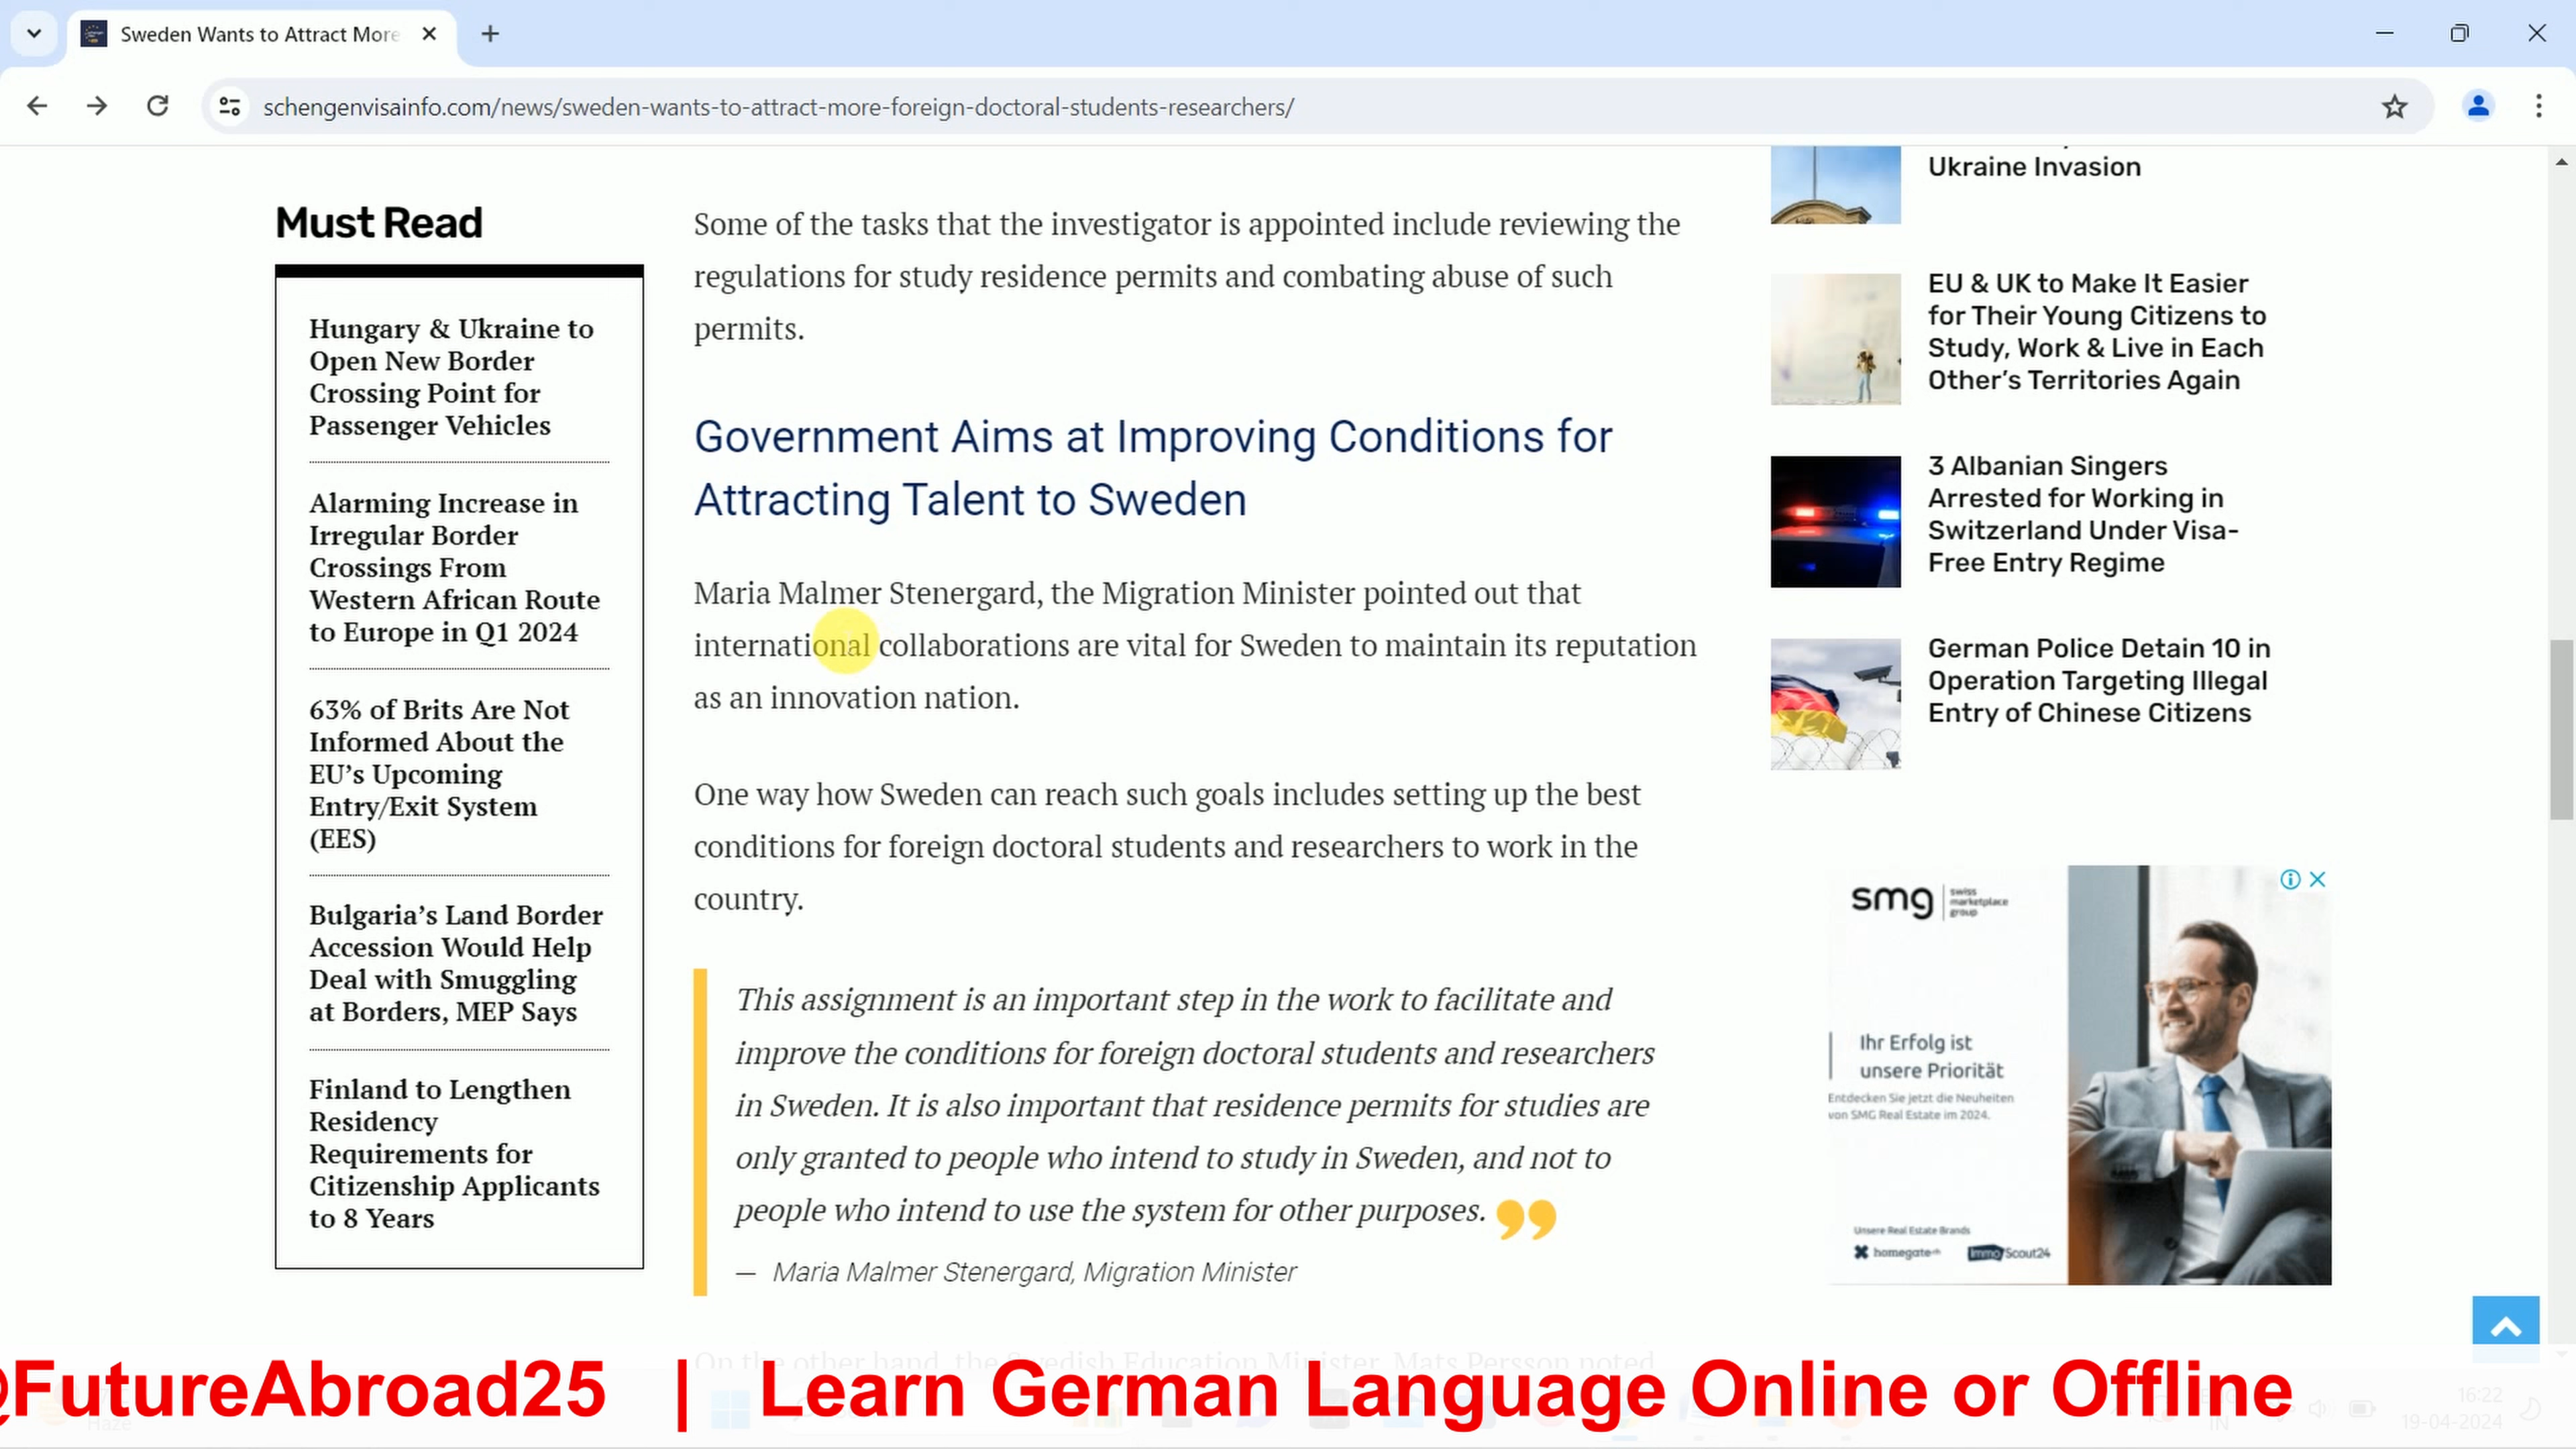 Sweden Wants to Attract More
schengenvisainfo.com/news/sweden-wants-to-attract-more-foreign-doctoral-students-researchers/
Must Read
Hungary & Ukraine to
Open New Border
Crossing Point for
Passenger Vehicles
Alarming Increase in
Irregular Border
Crossings From
Western African Route
to Europe in Q1 2024
63% of Brits Are Not
Informed About the
EU’s Upcoming
Entry/Exit System
(EES)
Bulgaria’s Land Border
Accession Would Help
Deal with Smuggling
at Borders, MEP Says
Finland to Lengthen
Residency
Requirements for
Citizenship Applicants
to 8 Years
Some of the tasks that the investigator is appointed include reviewing the
regulations for study residence permits and combating abuse of such
permits.
Government Aims at Improving Conditions for
Attracting Talent to Sweden
Maria Malmer Stenergard, the Migration Minister pointed out that
international collaborations are vital for Sweden to maintain its reputation
as an innovation nation.
One way how Sweden can reach such goals includes setting up the best
conditions for foreign doctoral students and researchers to work in the
country.
This assignment is an important step in the work to facilitate and
improve the conditions for foreign doctoral students and researchers
in Sweden. It is also important that residence permits for studies are
only granted to people who intend to study in Sweden, and not to
people who intend to use the system for other purposes. ”
— Maria Malmer Stenergard, Migration Minister
On the other hand, the Swedish Education Minister, Mats Persson noted
Ukraine Invasion
EU & UK to Make It Easier
for Their Young Citizens to
Study, Work & Live in Each
Other’s Territories Again
3 Albanian Singers
Arrested for Working in
Switzerland Under Visa-
Free Entry Regime
German Police Detain 10 in
Operation Targeting Illegal
Entry of Chinese Citizens
smg
swiss
marketplace
group
Ihr Erfolg ist
unsere Priorität
Entdecken Sie jetzt die Neuheiten
von SMG Real Estate im 2024.
Unsere Real Estate Brands
homegate.ch ImmoScout24
@FutureAbroad25 | Learn German Language Online or Offline
Haze
IN
16:22
19-04-2024